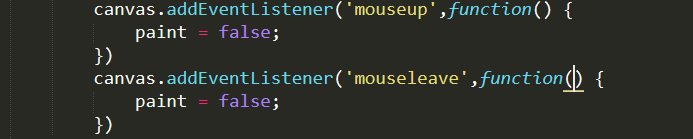 canvas.addEventListener('mouseup',function() {
    paint = false;
})
canvas.addEventListener('mouseleave',function() {
    paint = false;
})